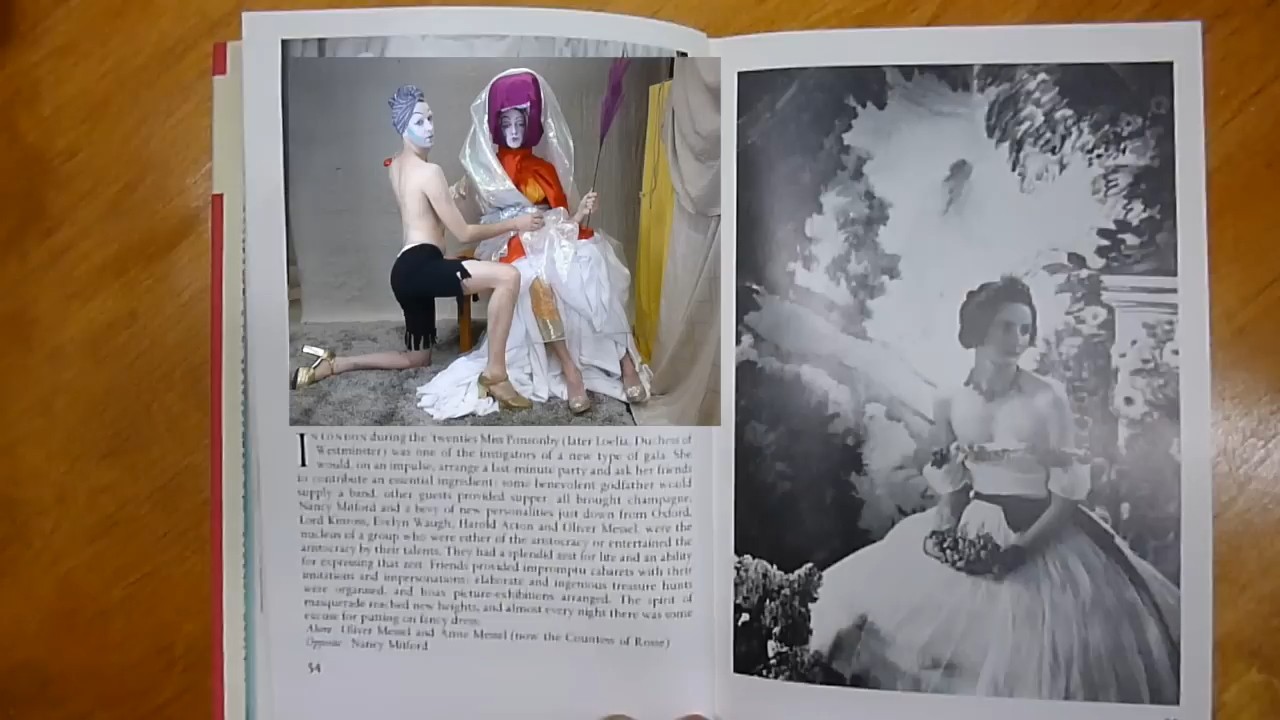 IN LONDON during the 'twenties Miss Ponsonby (later Loelia, Duchess of
Westminster) was one of the instigators of a new type of gala. She
would, on an impulse, arrange a last-minute party and ask her friends
to contribute an essential ingredient: some benevolent godfather would
supply a band, other guests provided supper, all brought champagne.
Nancy Mitford and a bevy of new personalities just down from Oxford,
Lord Kinross, Evelyn Waugh, Harold Acton and Oliver Messel, were the
nucleus of a group who were either of the aristocracy or entertained the
aristocracy by their talents. They had a splendid zest for life and an ability
for expressing that zest. Friends provided impromptu cabarets with their
imitations and impersonations; elaborate and ingenious treasure hunts
were organised, and hoax picture-exhibitions arranged. The spirit of
masquerade reached new heights, and almost every night there was some
excuse for putting on fancy dress.
Above: Oliver Messel and Anne Messel (now the Countess of Rosse)
Opposite: Nancy Mitford
54